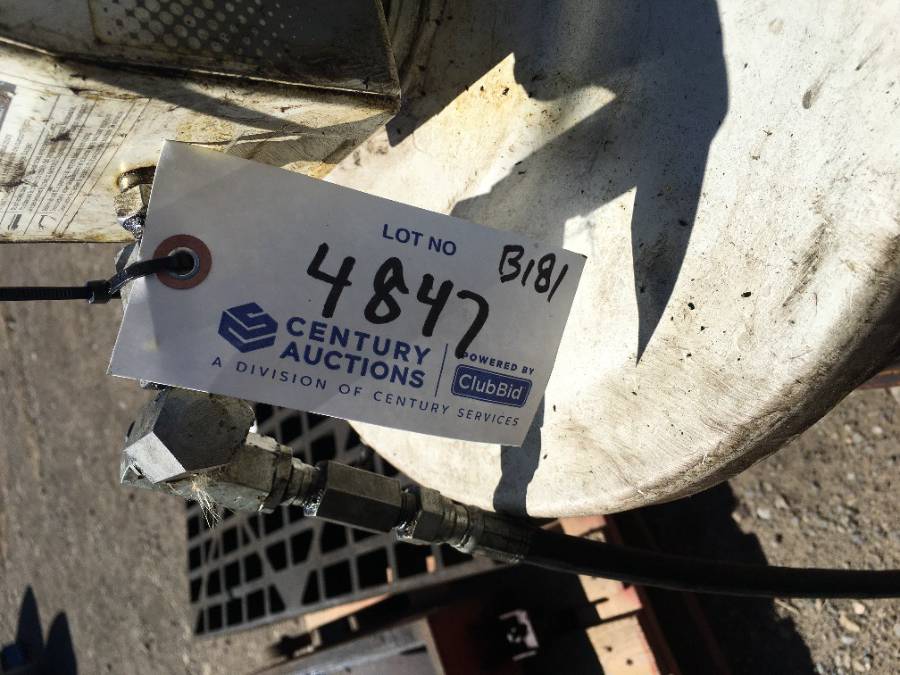 LOT NO
B181
4847
CENTURY
AUCTIONS
A DIVISION OF CENTURY SERVICES
POWERED BY
ClubBid